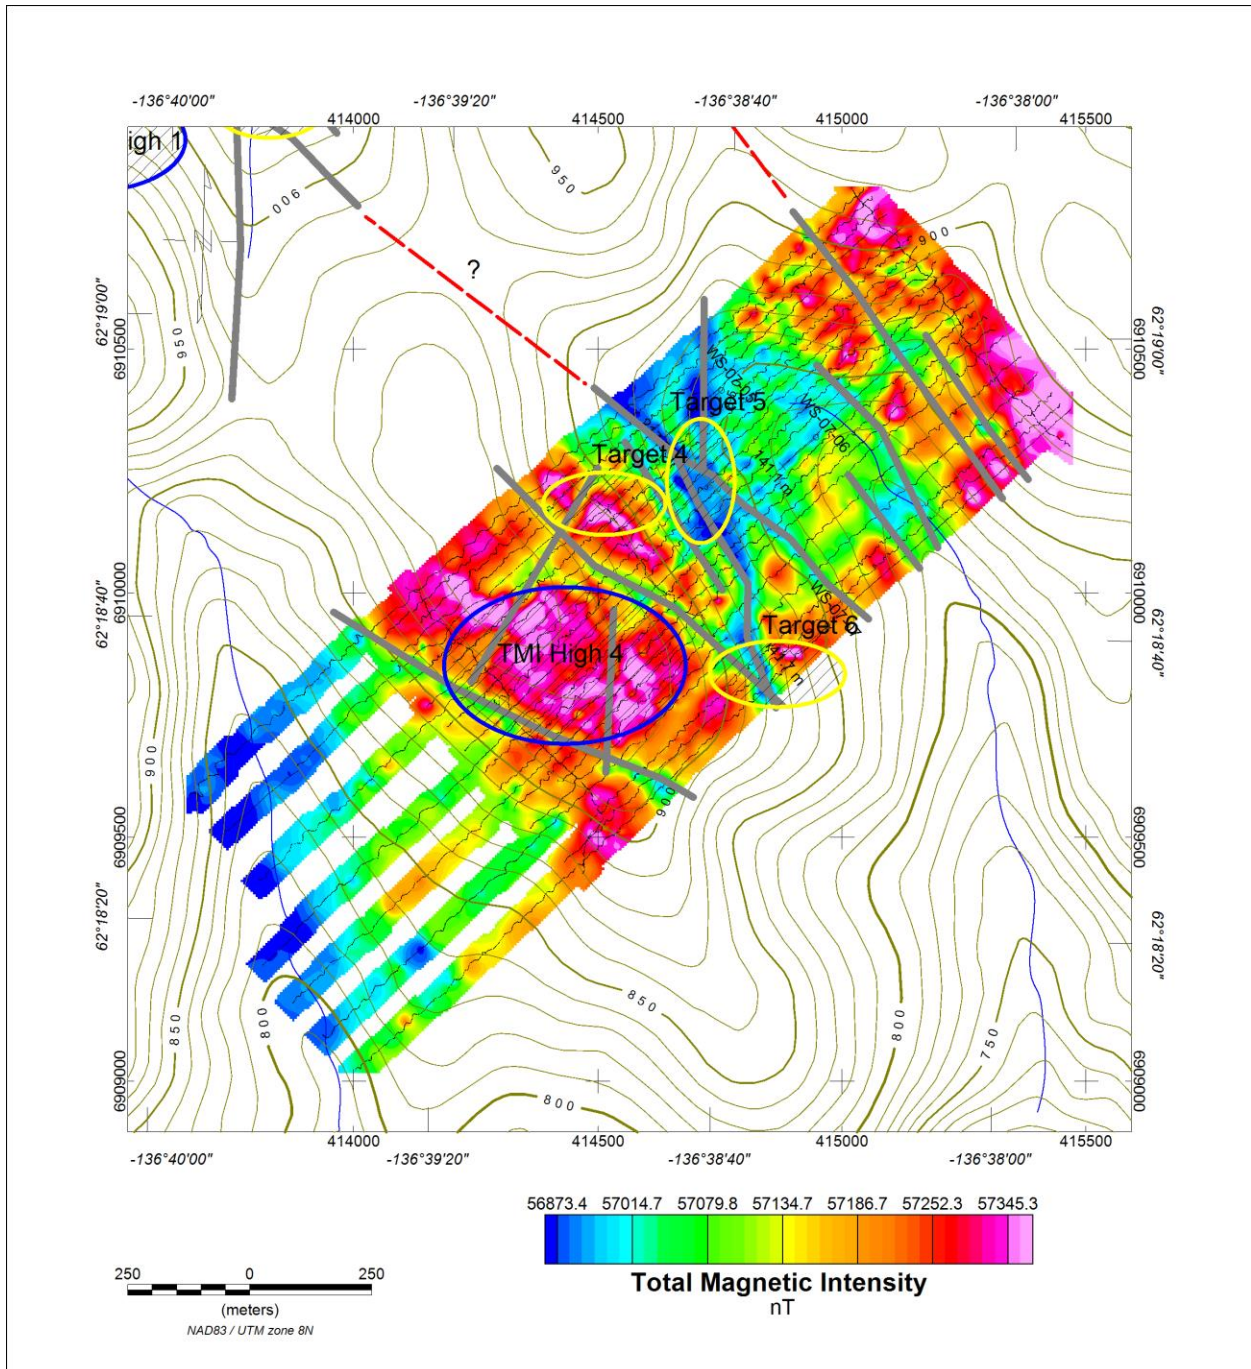 -136°40'00" -136°39'20" -136°38'40" -136°38'00"
414000 414500 415000 415500
igh 1
950
900
900
?
62°19'00"
62°19'00"
6910500
6910500
950
WS-07-05
Target 5
WS-07-06
Target 4
141.1 m
6910000
6910000
62°18'40"
62°18'40"
Target 6
TMI High 4
900
900
6909500
6909500
62°18'20"
62°18'20"
850
850
800
800
750
800
6909000
6909000
414000 414500 415000 415500
-136°40'00" -136°39'20" -136°38'40" -136°38'00"
56873.4 57014.7 57079.8 57134.7 57186.7 57252.3 57345.3
Total Magnetic Intensity
nT
250 0 250
(meters)
NAD83 / UTM zone 8N